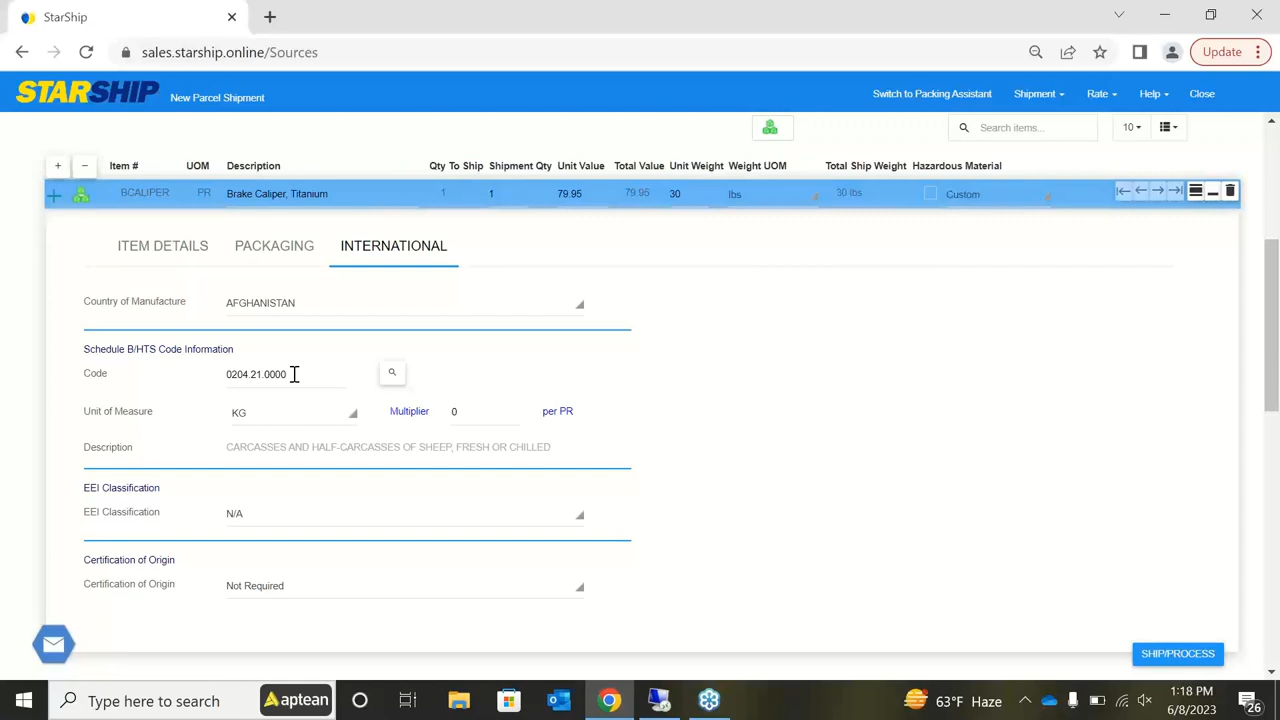 StarShip
sales.starship.online/Sources
Update
STARSHIP New Parcel Shipment
Switch to Packing Assistant Shipment Rate Help Close
Search items... 10
+ − Item # UOM Description Qty To Ship Shipment Qty Unit Value Total Value Unit Weight Weight UOM Total Ship Weight Hazardous Material
BCALIPER PR Brake Caliper, Titanium 1 1 79.95 79.95 30 lbs 30 lbs Custom
ITEM DETAILS PACKAGING INTERNATIONAL
Country of Manufacture AFGHANISTAN
Schedule B/HTS Code Information
Code 0204.21.0000
Unit of Measure KG Multiplier 0 per PR
Description CARCASSES AND HALF-CARCASSES OF SHEEP, FRESH OR CHILLED
EEI Classification
EEI Classification N/A
Certification of Origin
Certification of Origin Not Required
SHIP/PROCESS
Type here to search aptean 63°F Haze 1:18 PM
6/8/2023 26